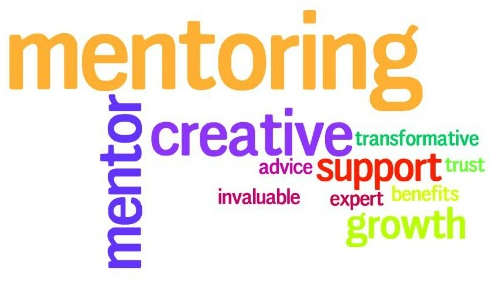 mentoring
mentor
creative
transformative
advice
support
trust
invaluable
expert
benefits
growth